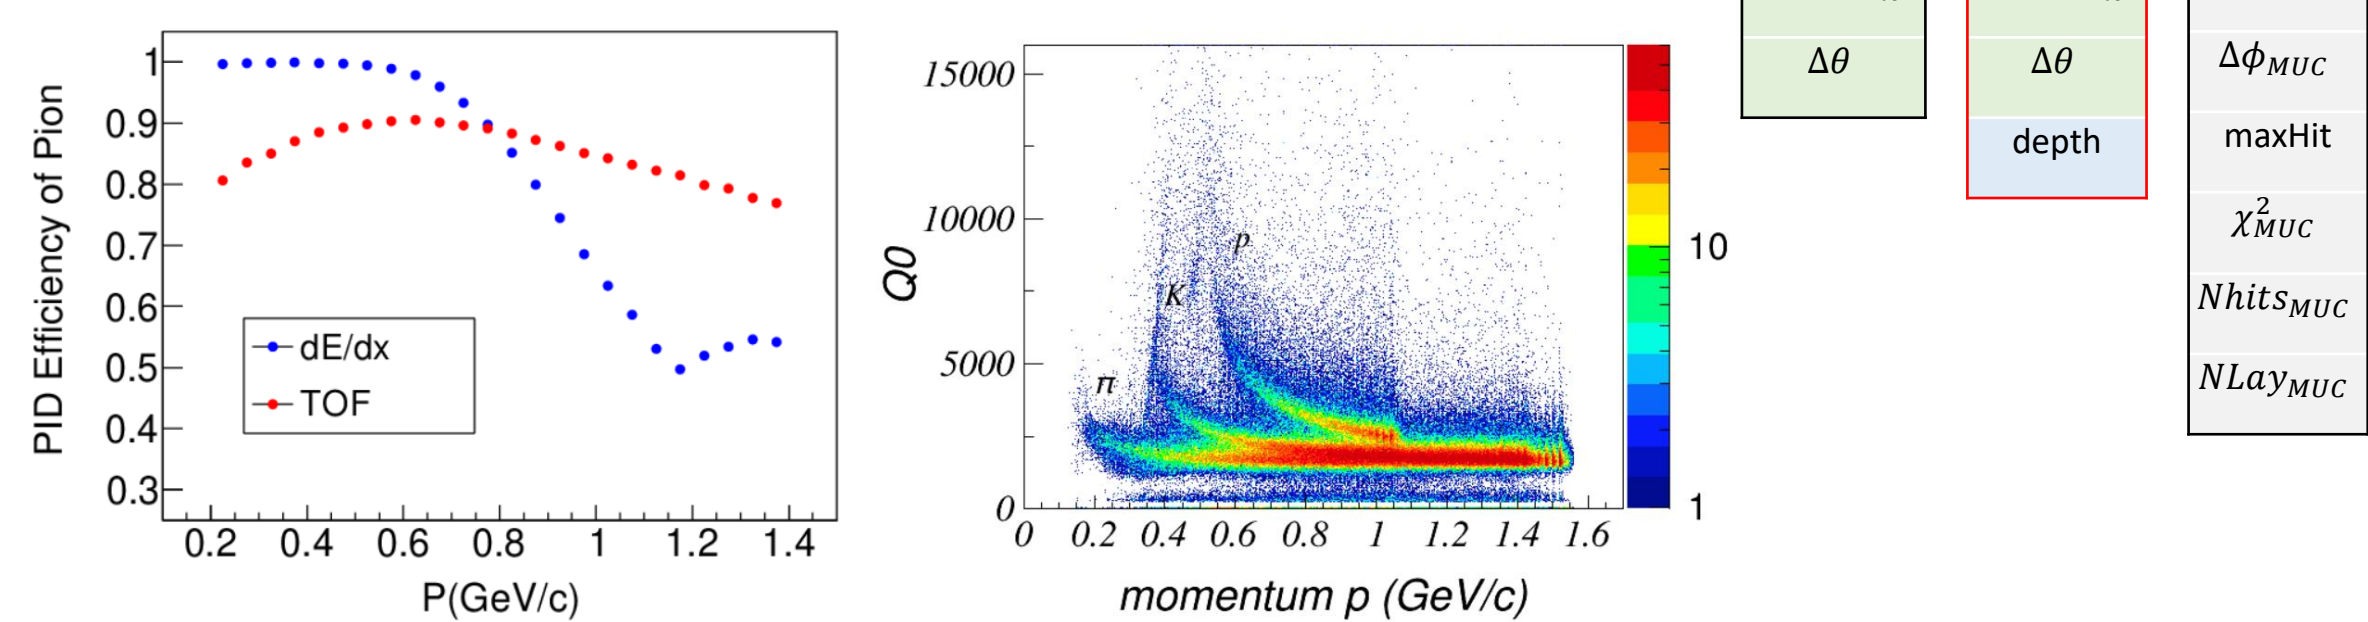 1
0.9
0.8
0.7
0.6
0.5
0.4
0.3
PID Efficiency of Pion
dE/dx
TOF
0.2 0.4 0.6 0.8 1 1.2 1.4
P(GeV/c)
15000
10000
5000
0
Q0
p
K
π
0 0.2 0.4 0.6 0.8 1 1.2 1.4 1.6
momentum p (GeV/c)
10
1
Δθ
Δθ
depth
Δϕ_MUC
maxHit
χ²_MUC
Nhits_MUC
NLay_MUC